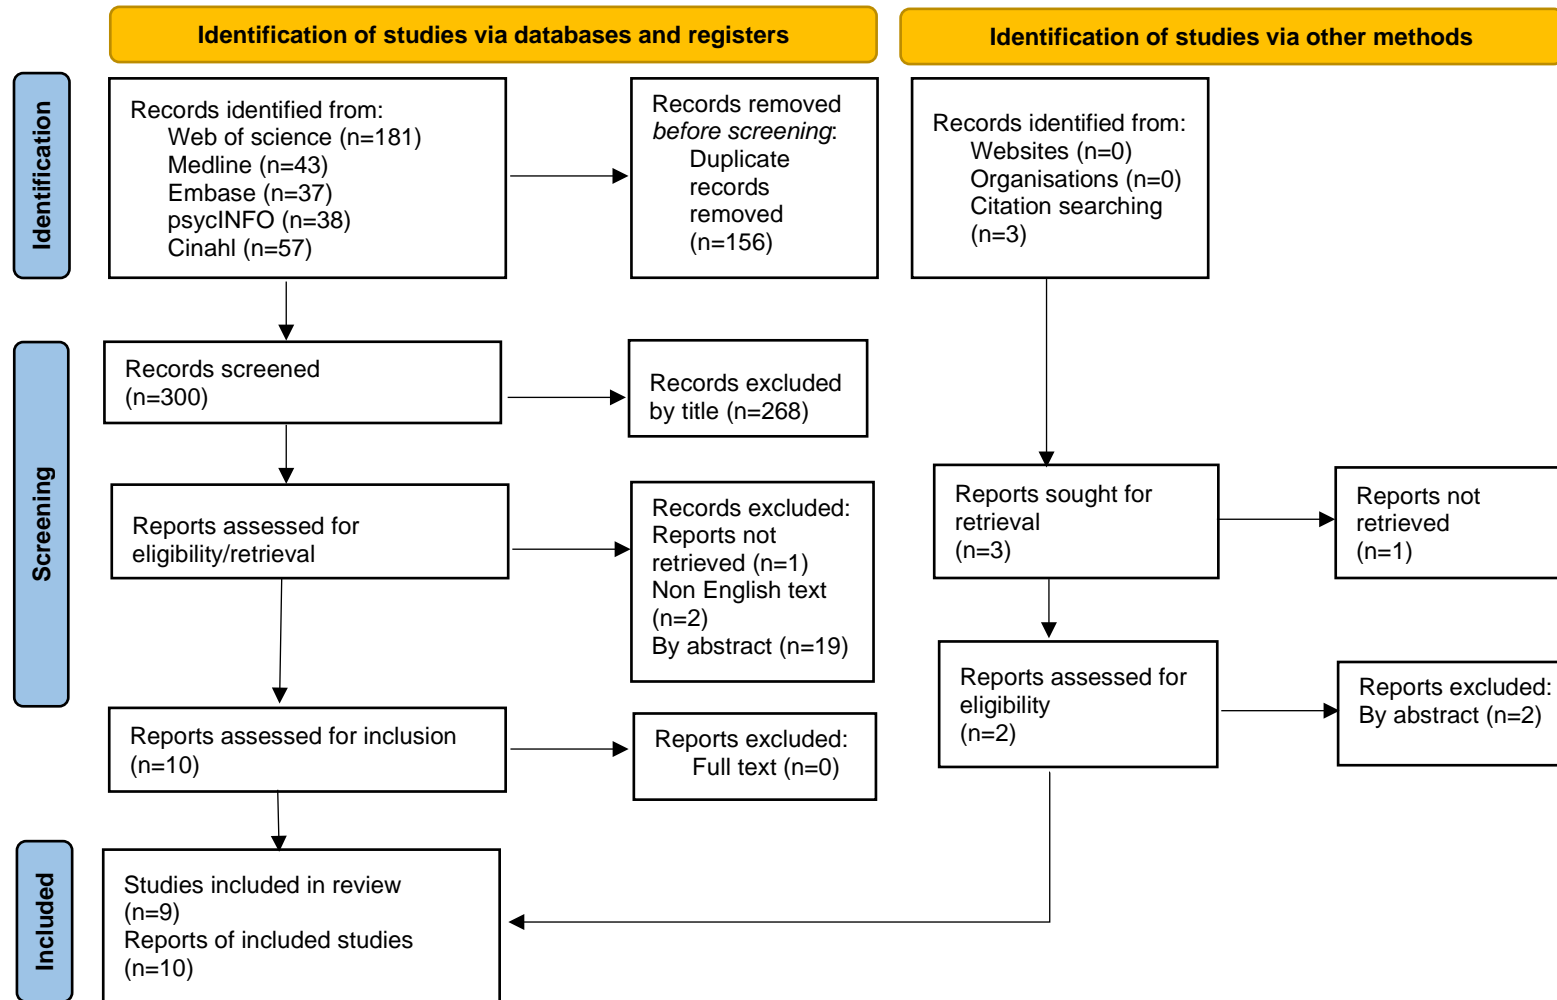 Identification of studies via databases and registers
Identification of studies via other methods
Identification
Records identified from:
Web of science (n=181)
Medline (n=43)
Embase (n=37)
psycINFO (n=38)
Cinahl (n=57)
Records removed
before screening:
Duplicate
records
removed
(n=156)
Records identified from:
Websites (n=0)
Organisations (n=0)
Citation searching
(n=3)
Screening
Records screened
(n=300)
Records excluded
by title (n=268)
Reports assessed for
eligibility/retrieval
Records excluded:
Reports not
retrieved (n=1)
Non English text
(n=2)
By abstract (n=19)
Reports sought for
retrieval
(n=3)
Reports not
retrieved
(n=1)
Reports assessed for inclusion
(n=10)
Reports excluded:
Full text (n=0)
Reports assessed for
eligibility
(n=2)
Reports excluded:
By abstract (n=2)
Included
Studies included in review
(n=9)
Reports of included studies
(n=10)